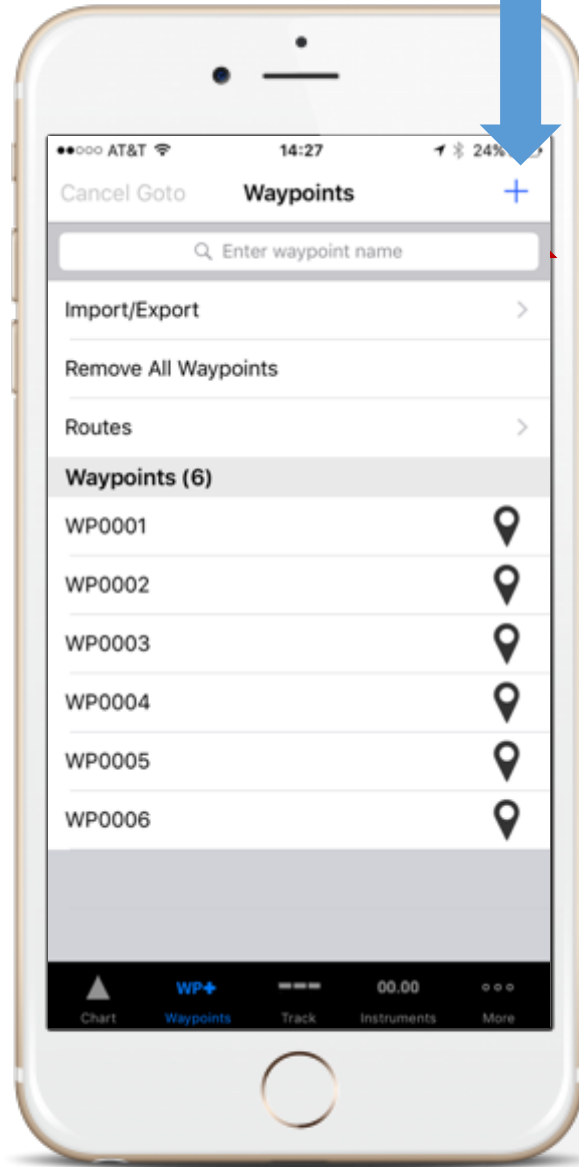 AT&T 14:27 24%
Cancel Goto Waypoints +
Enter waypoint name
Import/Export
Remove All Waypoints
Routes
Waypoints (6)
WP0001
WP0002
WP0003
WP0004
WP0005
WP0006
WP+ 00.00
Chart Waypoints Track Instruments More